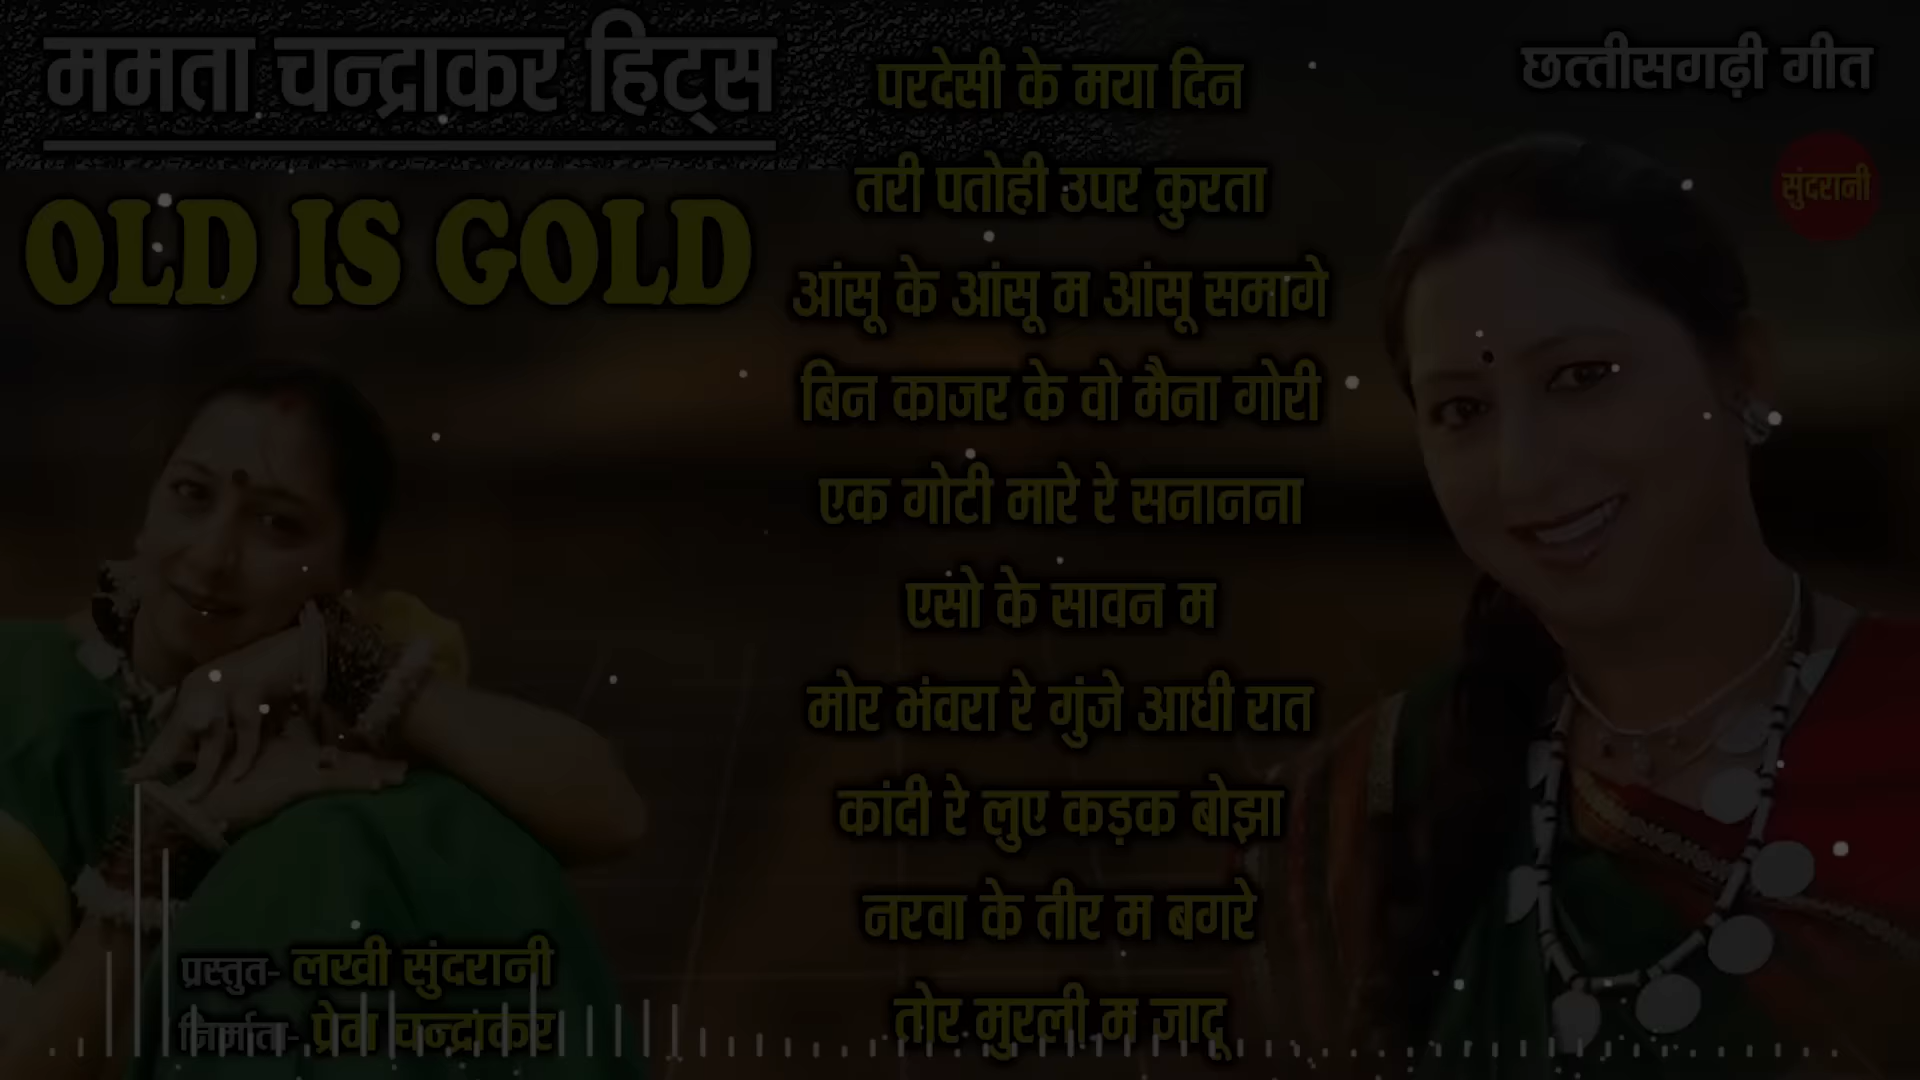 ममता चन्द्राकर हिट्स
OLD IS GOLD
परदेसी के मया दिन
तरी पतोही उपर कुरता
आंसू के आंसू म आंसू समागे
बिन काजर के वो मैना गोरी
एक गोटी मारे रे सनानना
एसो के सावन म
मोर भंवरा रे गुंजे आधी रात
कांदी रे लुए कड़क बोझा
नरवा के तीर म बगरे
तोर मुरली म जादू
छत्तीसगढ़ी गीत
सुंदरानी
प्रस्तुत- लखी सुंदरानी
निर्माता- प्रेम चन्द्राकर